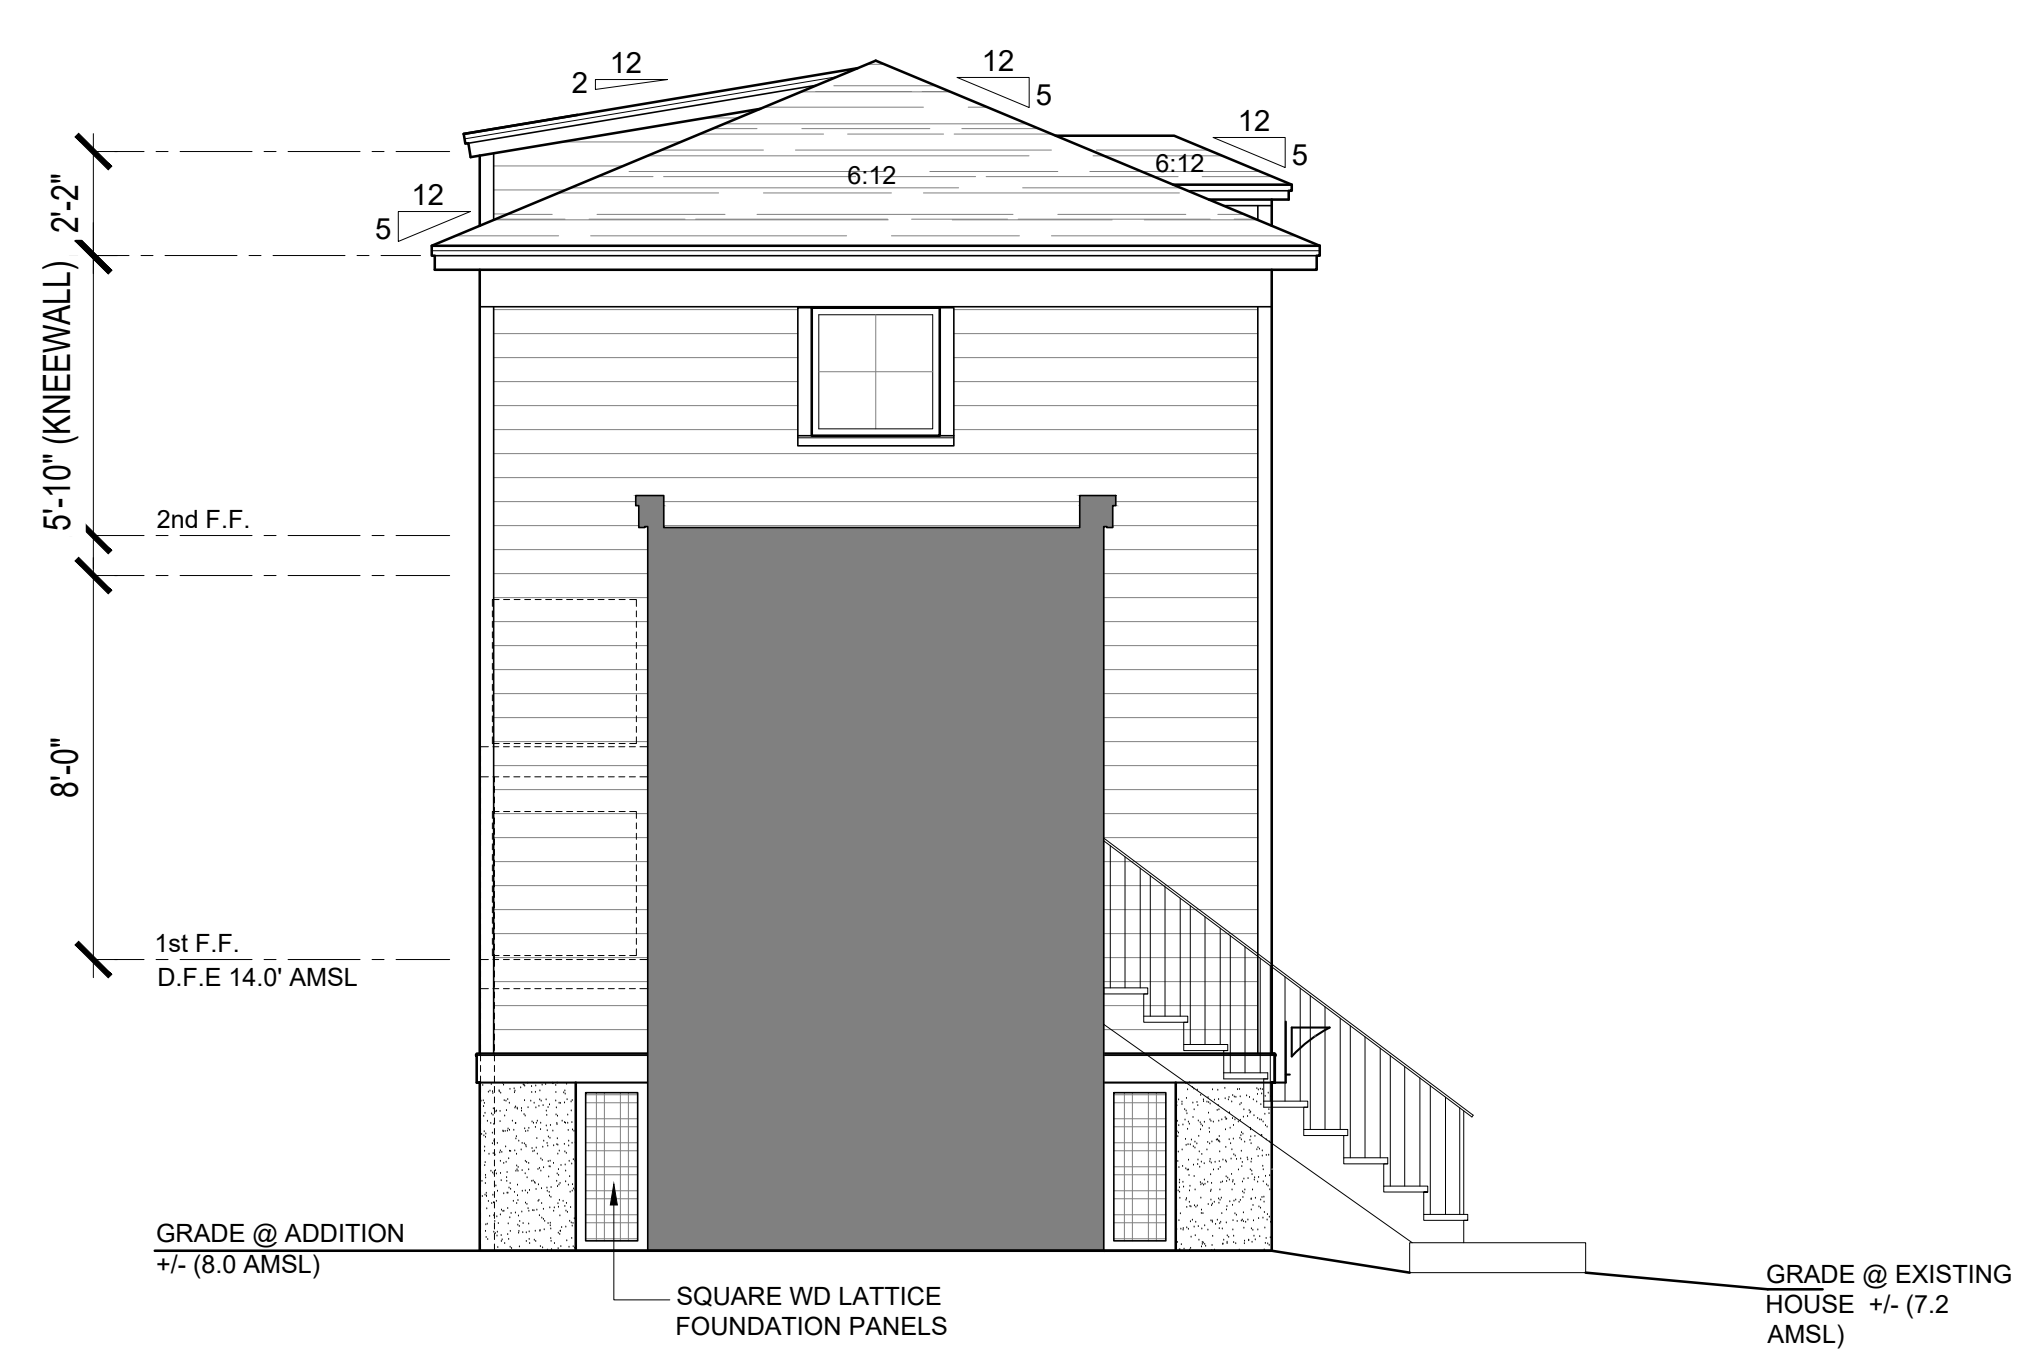 12
2
12
5
12
5
6:12
6:12
12
5
2'-2"
5'-10" (KNEEWALL)
2nd F.F.
8'-0"
1st F.F.
D.F.E 14.0' AMSL
GRADE @ ADDITION
+/- (8.0 AMSL)
SQUARE WD LATTICE
FOUNDATION PANELS
GRADE @ EXISTING
HOUSE +/- (7.2
AMSL)